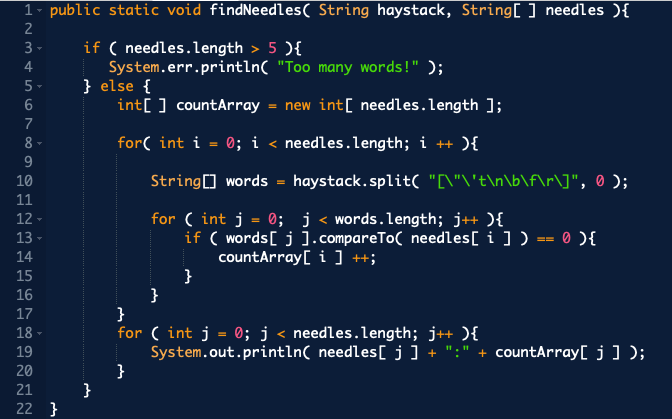 1 public static void findNeedles( String haystack, String[ ] needles ){
2
3     if ( needles.length > 5 ){
4        System.err.println( "Too many words!" );
5     } else {
6         int[ ] countArray = new int[ needles.length ];
7
8         for( int i = 0; i < needles.length; i ++ ){
9
10             String[] words = haystack.split( "[\"\'t\n\b\f\r\]", 0 );
11
12             for ( int j = 0;  j < words.length; j++ ){
13                 if ( words[ j ].compareTo( needles[ i ] ) == 0 ){
14                     countArray[ i ] ++;
15                 }
16             }
17         }
18         for ( int j = 0; j < needles.length; j++ ){
19             System.out.println( needles[ j ] + ":" + countArray[ j ] );
20         }
21     }
22 }